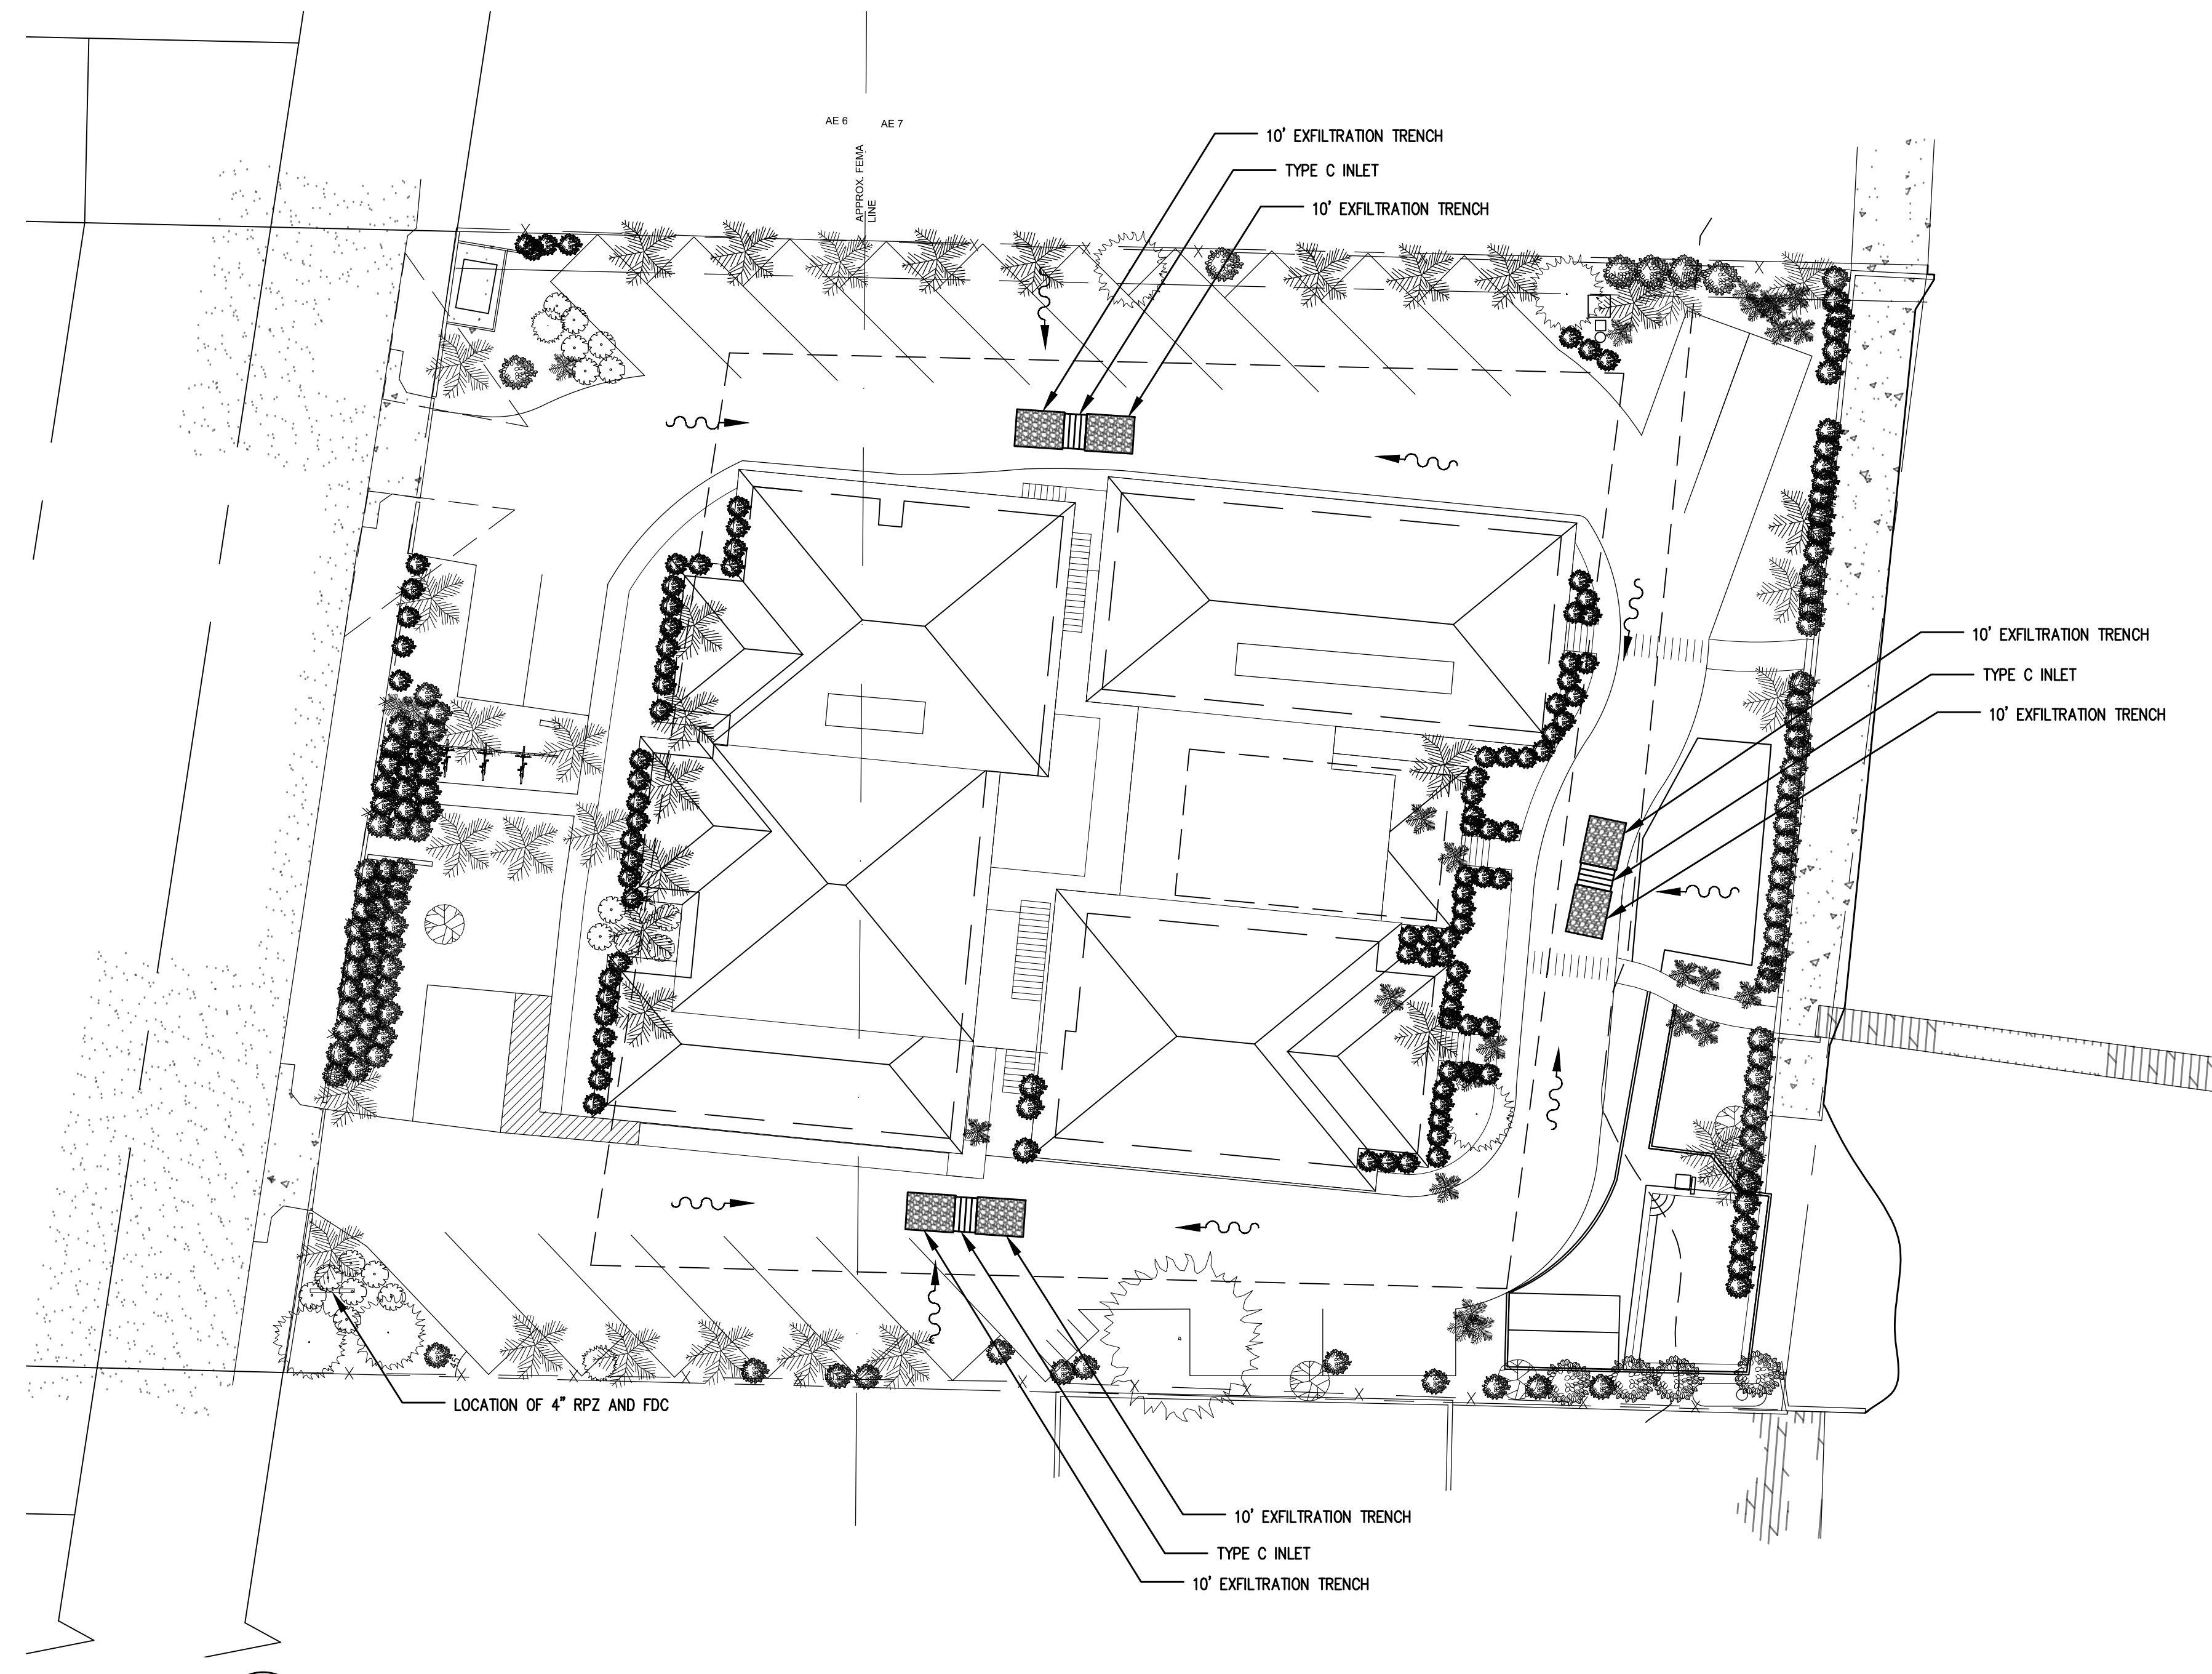 AE 6
AE 7
APPROX. FEMA
LINE
10' EXFILTRATION TRENCH
TYPE C INLET
10' EXFILTRATION TRENCH
10' EXFILTRATION TRENCH
TYPE C INLET
10' EXFILTRATION TRENCH
LOCATION OF 4" RPZ AND FDC
10' EXFILTRATION TRENCH
TYPE C INLET
10' EXFILTRATION TRENCH